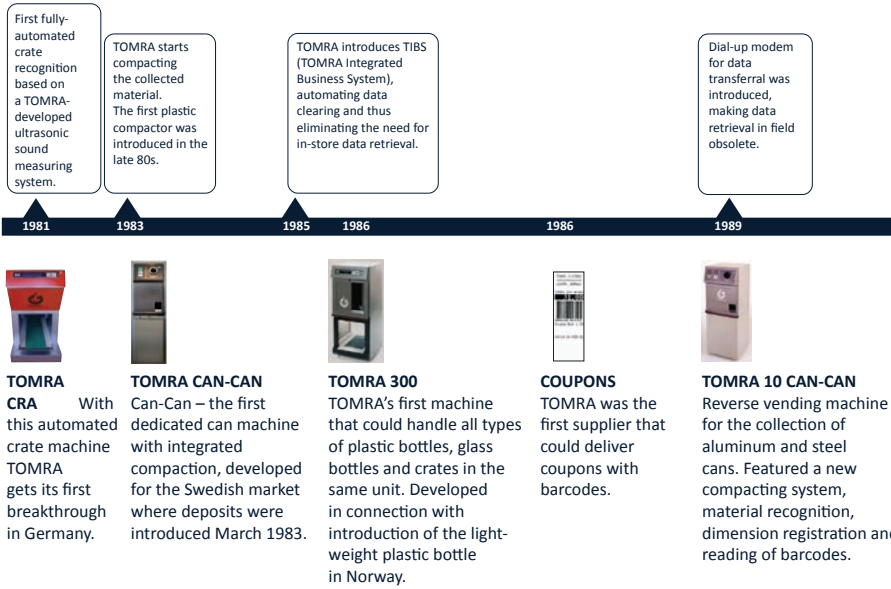 First fully-
automated
crate
recognition
based on
a TOMRA-
developed
ultrasonic
sound
measuring
system.
TOMRA starts
compacting
the collected
material.
The first plastic
compactor was
introduced in the
late 80s.
TOMRA introduces TIBS
(TOMRA Integrated
Business System),
automating data
clearing and thus
eliminating the need for
in-store data retrieval.
Dial-up modem
for data
transferral was
introduced,
making data
retrieval in field
obsolete.
1981 1983 1985 1986 1986 1989
TOMRA
CRA With
this automated
crate machine
TOMRA
gets its first
breakthrough
in Germany.
TOMRA CAN-CAN
Can-Can – the first
dedicated can machine
with integrated
compaction, developed
for the Swedish market
where deposits were
introduced March 1983.
TOMRA 300
TOMRA’s first machine
that could handle all types
of plastic bottles, glass
bottles and crates in the
same unit. Developed
in connection with
introduction of the light-
weight plastic bottle
in Norway.
COUPONS
TOMRA was the
first supplier that
could deliver
coupons with
barcodes.
TOMRA 10 CAN-CAN
Reverse vending machine
for the collection of
aluminum and steel
cans. Featured a new
compacting system,
material recognition,
dimension registration and
reading of barcodes.